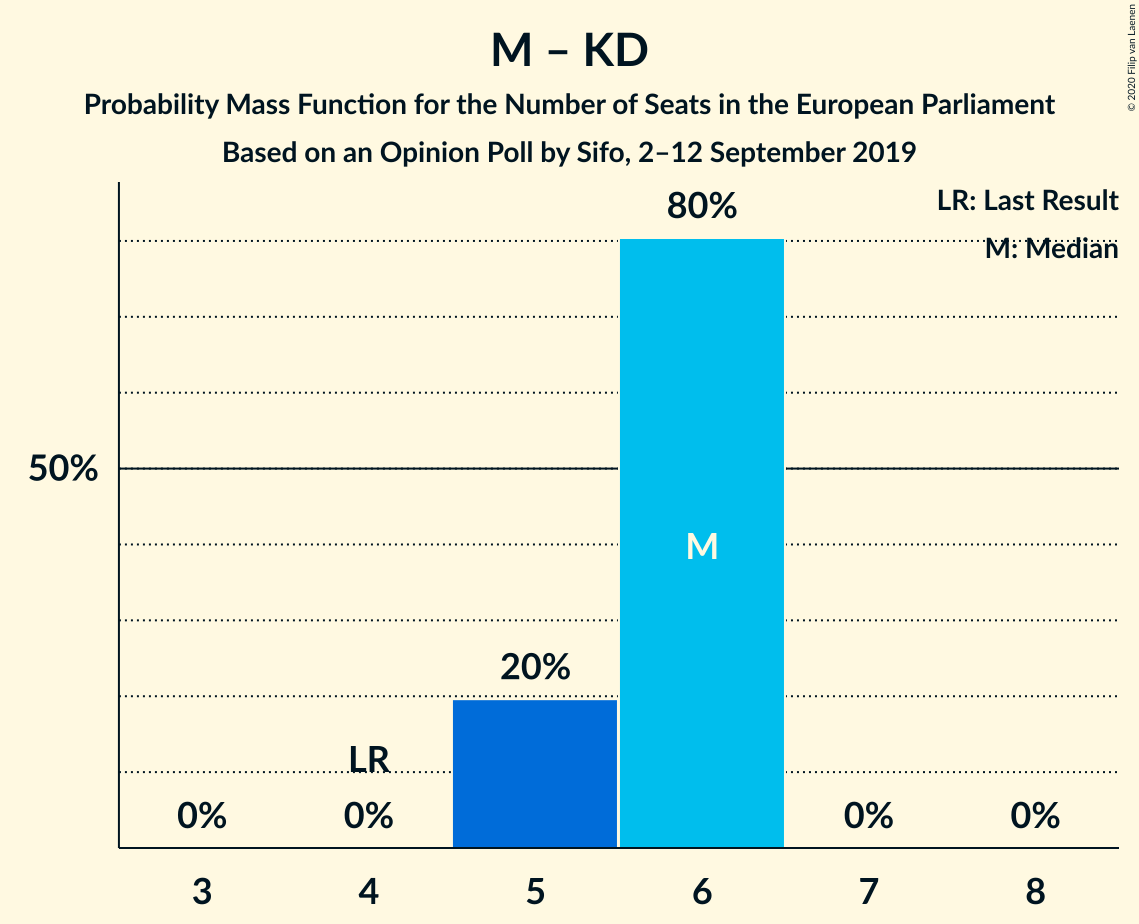 M – KD
Probability Mass Function for the Number of Seats in the European Parliament
Based on an Opinion Poll by Sifo, 2–12 September 2019
© 2020 Filip van Laenen
LR: Last Result
M: Median
80%
50%
M
20%
LR
0% 0% 0% 0%
3 4 5 6 7 8